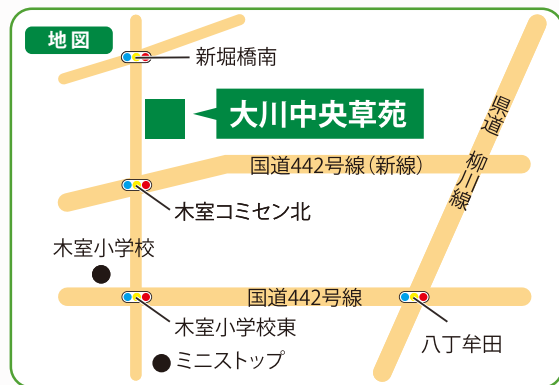 地図
新堀橋南
大川中央草苑
県道 柳川線
国道442号線（新線）
木室コミセン北
木室小学校
国道442号線
木室小学校東
八丁牟田
ミニストップ